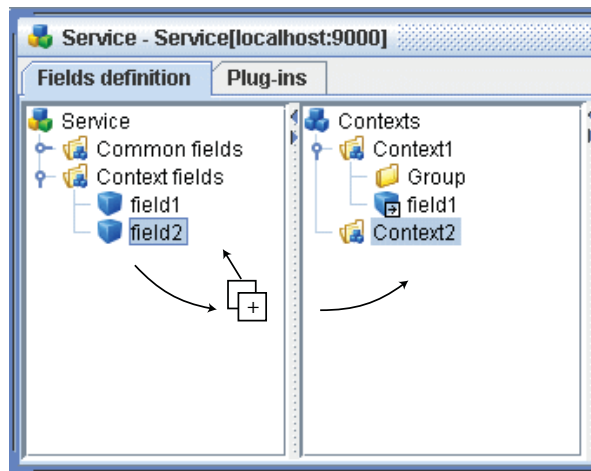 Service - Service[localhost:9000]
Fields definition Plug-ins
Service
Common fields
Context fields
field1
field2
Contexts
Context1
Group
field1
Context2